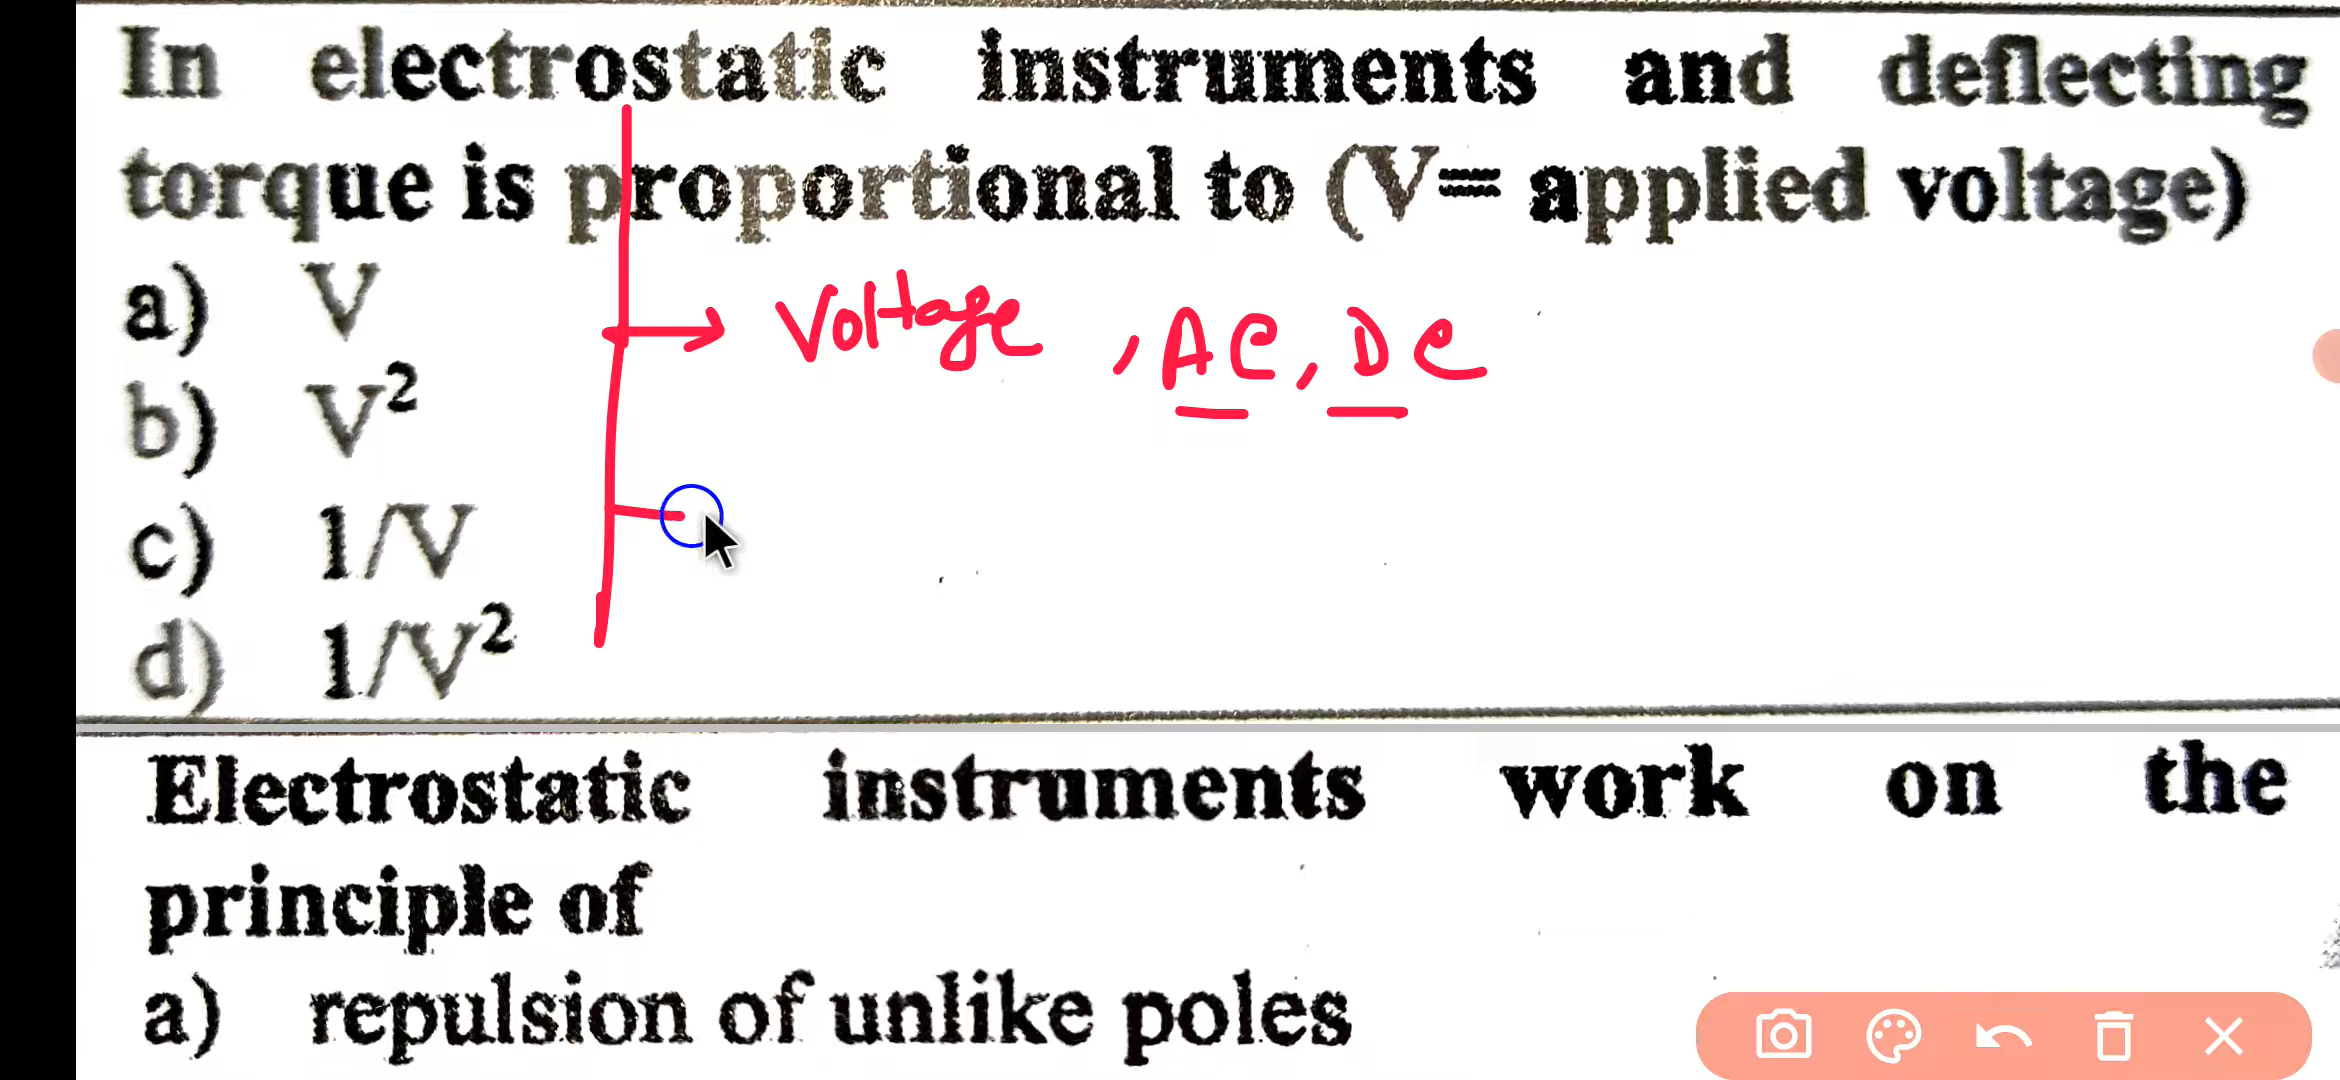 In electrostatic instruments and deflecting
torque is proportional to (V= applied voltage)
a) V
Voltage , AC, DC
b) V²
c) 1/V
d) 1/V²
Electrostatic instruments work on the
principle of
a) repulsion of unlike poles